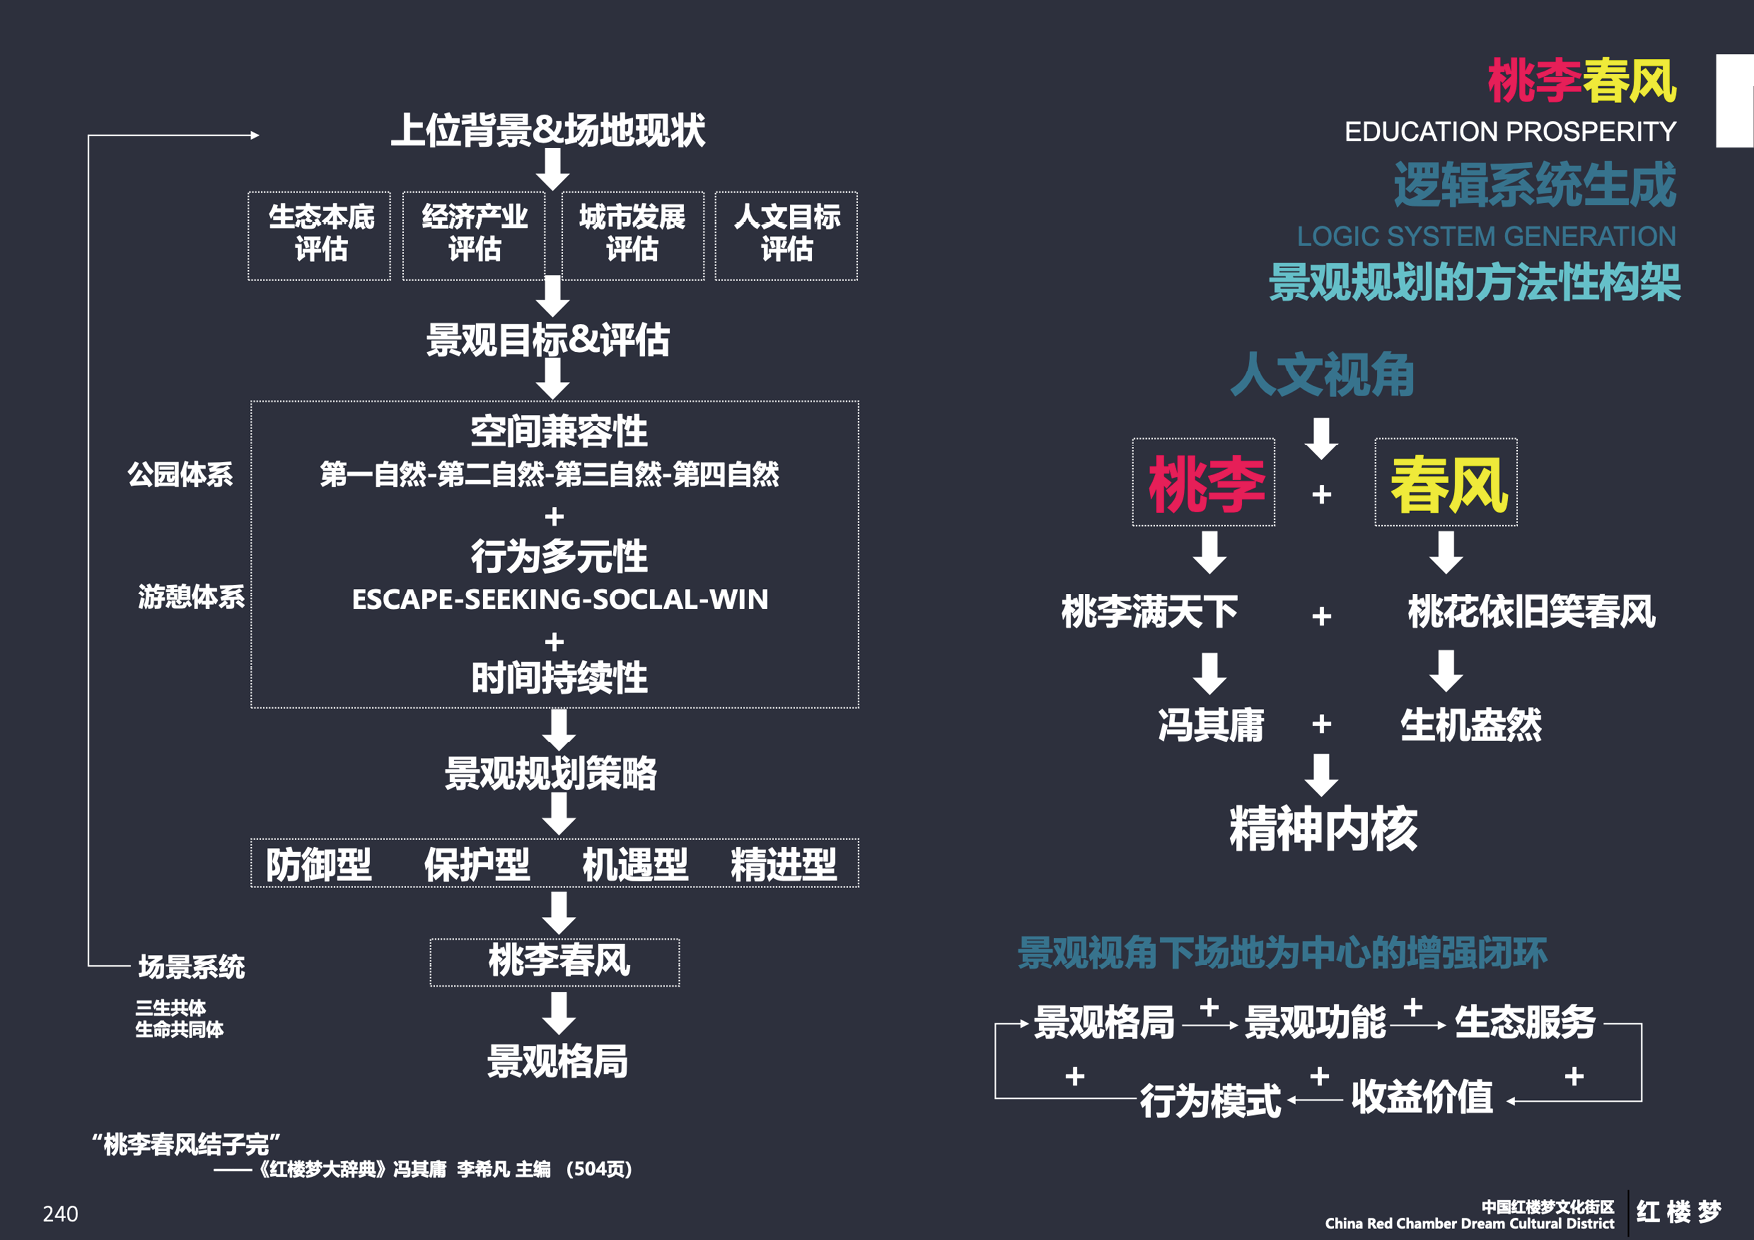 桃李春风
EDUCATION PROSPERITY
逻辑系统生成
LOGIC SYSTEM GENERATION
景观规划的方法性构架
上位背景&场地现状
生态本底
评估
经济产业
评估
城市发展
评估
人文目标
评估
景观目标&评估
空间兼容性
公园体系
第一自然-第二自然-第三自然-第四自然
+
行为多元性
游憩体系
ESCAPE-SEEKING-SOCLAL-WIN
+
时间持续性
景观规划策略
防御型 保护型 机遇型 精进型
桃李春风
场景系统
三生共体
生命共同体
景观格局
“桃李春风结子完”
——《红楼梦大辞典》冯其庸 李希凡 主编 （504页）
人文视角
桃李 + 春风
桃李满天下 + 桃花依旧笑春风
冯其庸 + 生机盎然
精神内核
景观视角下场地为中心的增强闭环
景观格局 + 景观功能 + 生态服务
+ + +
行为模式 收益价值
240
中国红楼梦文化街区
China Red Chamber Dream Cultural District
红楼梦